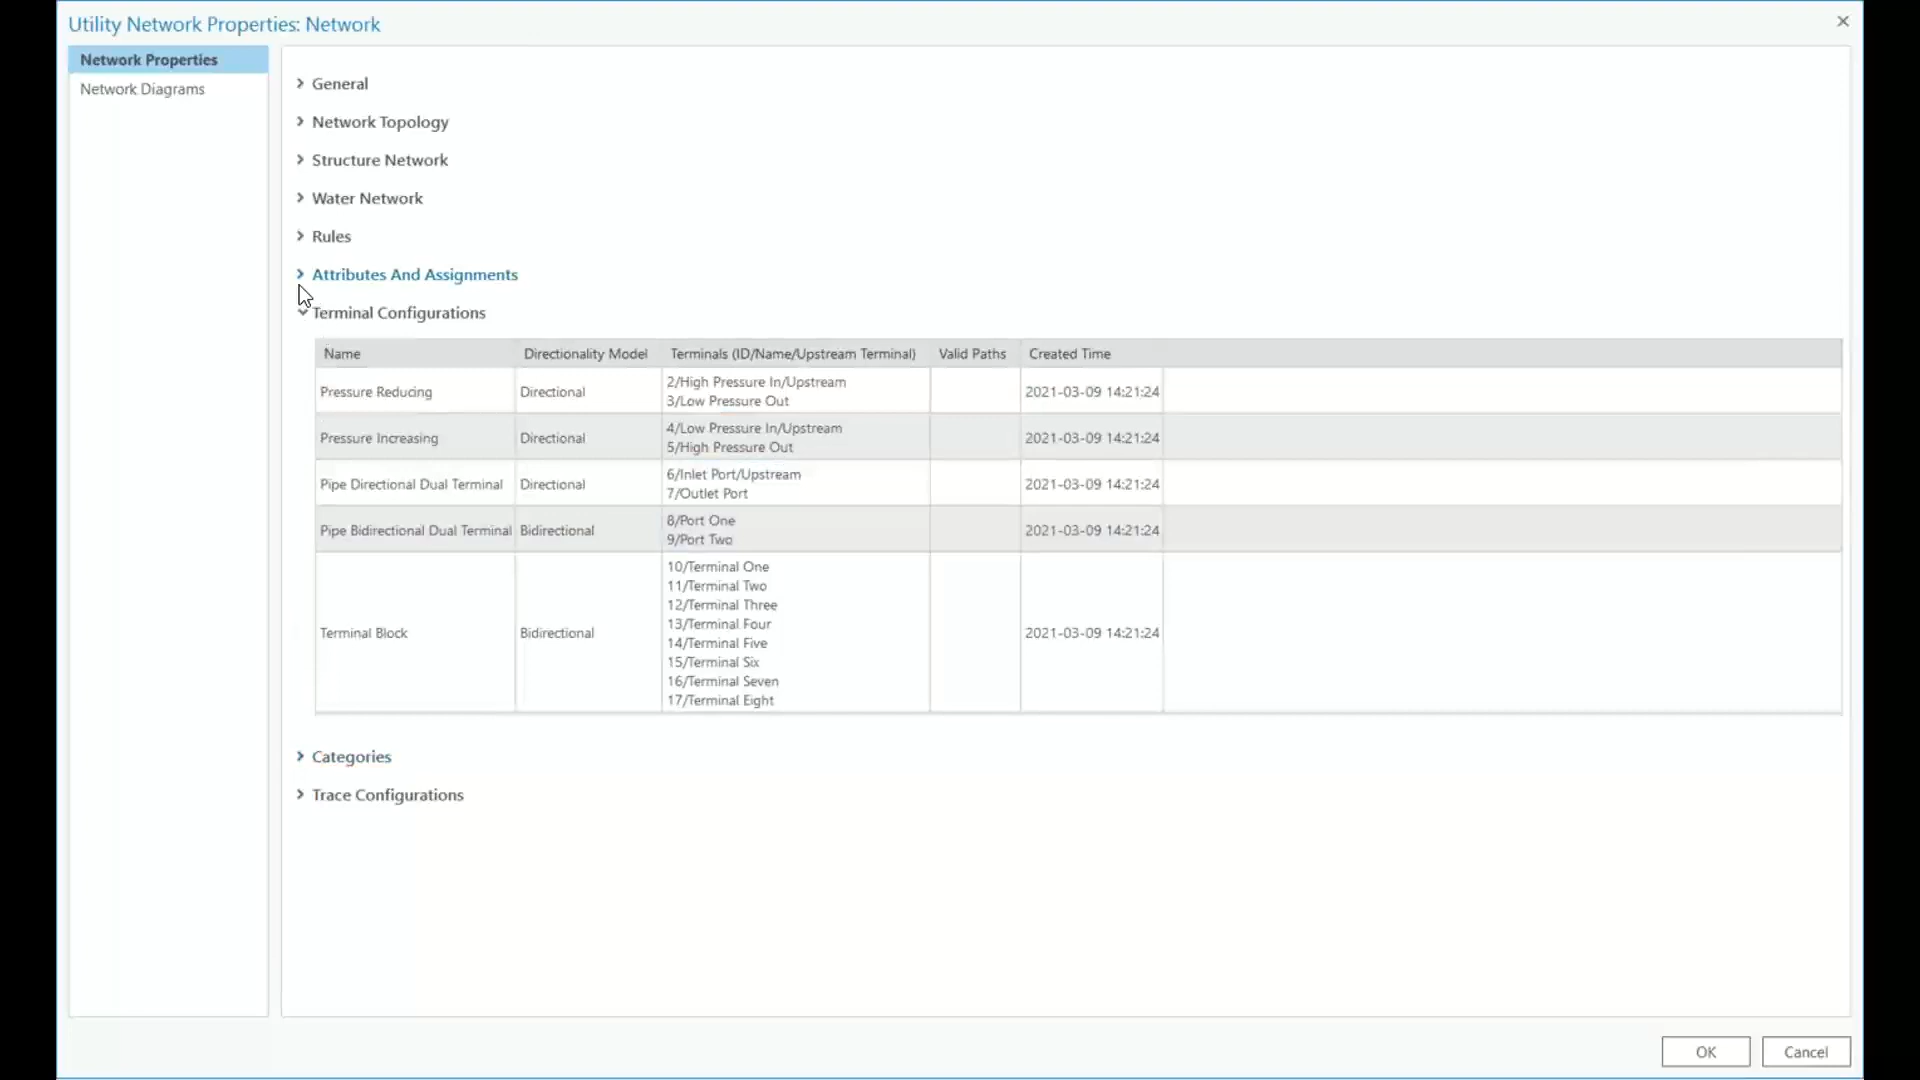 Utility Network Properties: Network
Network Properties
Network Diagrams
General
Network Topology
Structure Network
Water Network
Rules
Attributes And Assignments
Terminal Configurations
Name Directionality Model Terminals (ID/Name/Upstream Terminal) Valid Paths Created Time
Pressure Reducing Directional 2/High Pressure In/Upstream 2021-03-09 14:21:24
3/Low Pressure Out
Pressure Increasing Directional 4/Low Pressure In/Upstream 2021-03-09 14:21:24
5/High Pressure Out
Pipe Directional Dual Terminal Directional 6/Inlet Port/Upstream 2021-03-09 14:21:24
7/Outlet Port
Pipe Bidirectional Dual Terminal Bidirectional 8/Port One 2021-03-09 14:21:24
9/Port Two
Terminal Block Bidirectional 10/Terminal One 2021-03-09 14:21:24
11/Terminal Two
12/Terminal Three
13/Terminal Four
14/Terminal Five
15/Terminal Six
16/Terminal Seven
17/Terminal Eight
Categories
Trace Configurations
OK Cancel